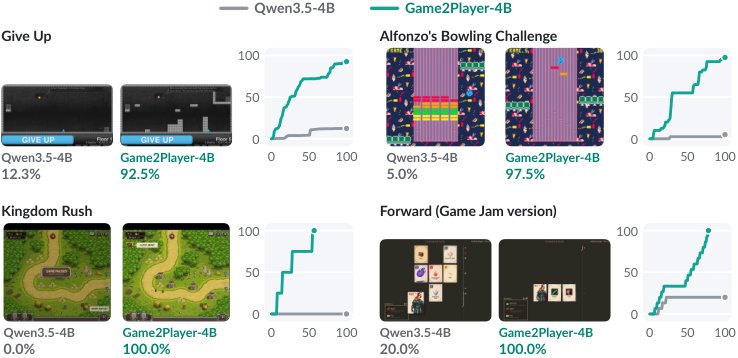 Qwen3.5-4B Game2Player-4B
Give Up
GIVE UP
Floor
GIVE UP
Floor
Qwen3.5-4B
12.3%
Game2Player-4B
92.5%
100
50
0
0 50 100
Alfonzo's Bowling Challenge
Qwen3.5-4B
5.0%
Game2Player-4B
97.5%
100
50
0
0 50 100
Kingdom Rush
GAME PAUSED
Qwen3.5-4B
0.0%
Game2Player-4B
100.0%
100
50
0
0 50 100
Forward (Game Jam version)
Qwen3.5-4B
20.0%
Game2Player-4B
100.0%
100
50
0
0 50 100